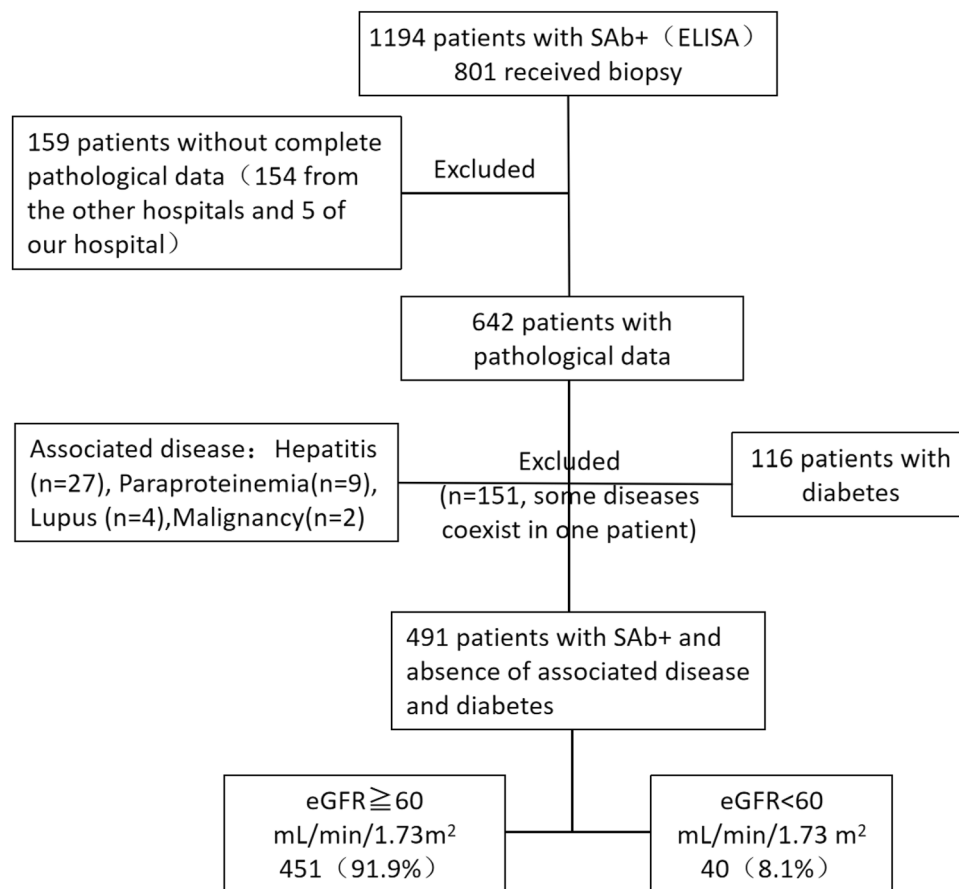 1194 patients with SAb+（ELISA）
801 received biopsy
159 patients without complete
pathological data（154 from
the other hospitals and 5 of
our hospital）
Excluded
642 patients with
pathological data
Associated disease：Hepatitis
(n=27), Paraproteinemia(n=9),
Lupus (n=4),Malignancy(n=2)
Excluded
(n=151, some diseases
coexist in one patient)
116 patients with
diabetes
491 patients with SAb+ and
absence of associated disease
and diabetes
eGFR≧60
mL/min/1.73m²
451（91.9%）
eGFR<60
mL/min/1.73 m²
40（8.1%）